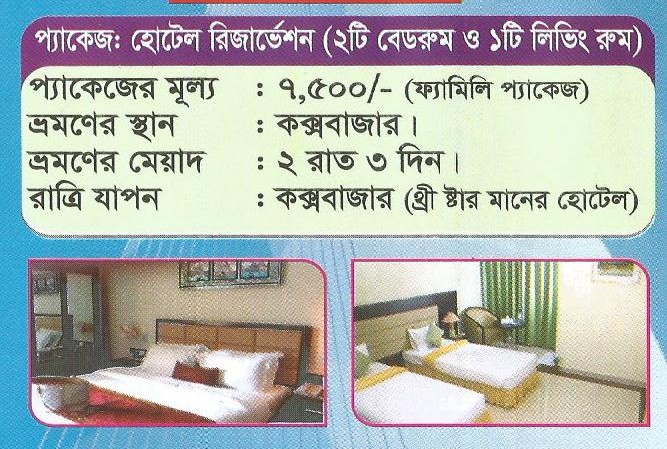 প্যাকেজ: হোটেল রিজার্ভেশন (২টি বেডরুম ও ১টি লিভিং রুম)
প্যাকেজের মূল্য : ৭,৫০০/- (ফ্যামিলি প্যাকেজ)
ভ্রমণের স্থান : কক্সবাজার।
ভ্রমণের মেয়াদ : ২ রাত ৩ দিন।
রাত্রি যাপন : কক্সবাজার (থ্রী ষ্টার মানের হোটেল)